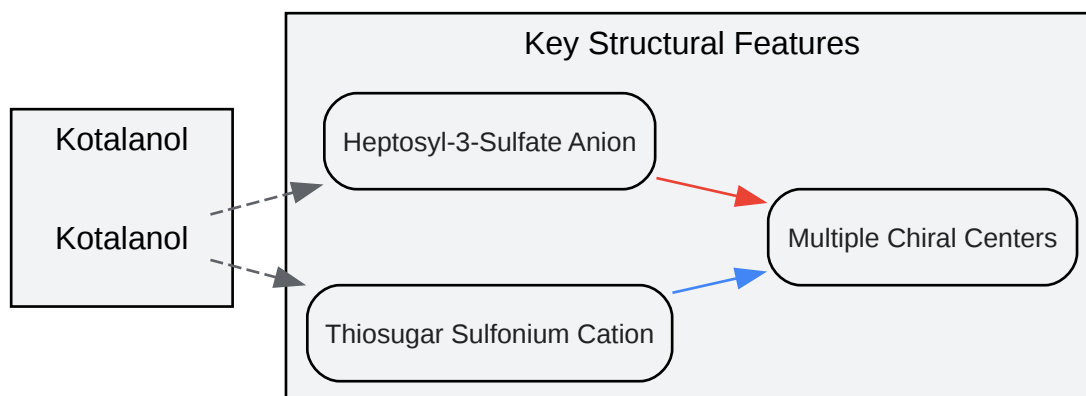 Key Structural Features
Kotalanol
Heptosyl-3-Sulfate Anion
Kotalanol
Multiple Chiral Centers
Thiosugar Sulfonium Cation